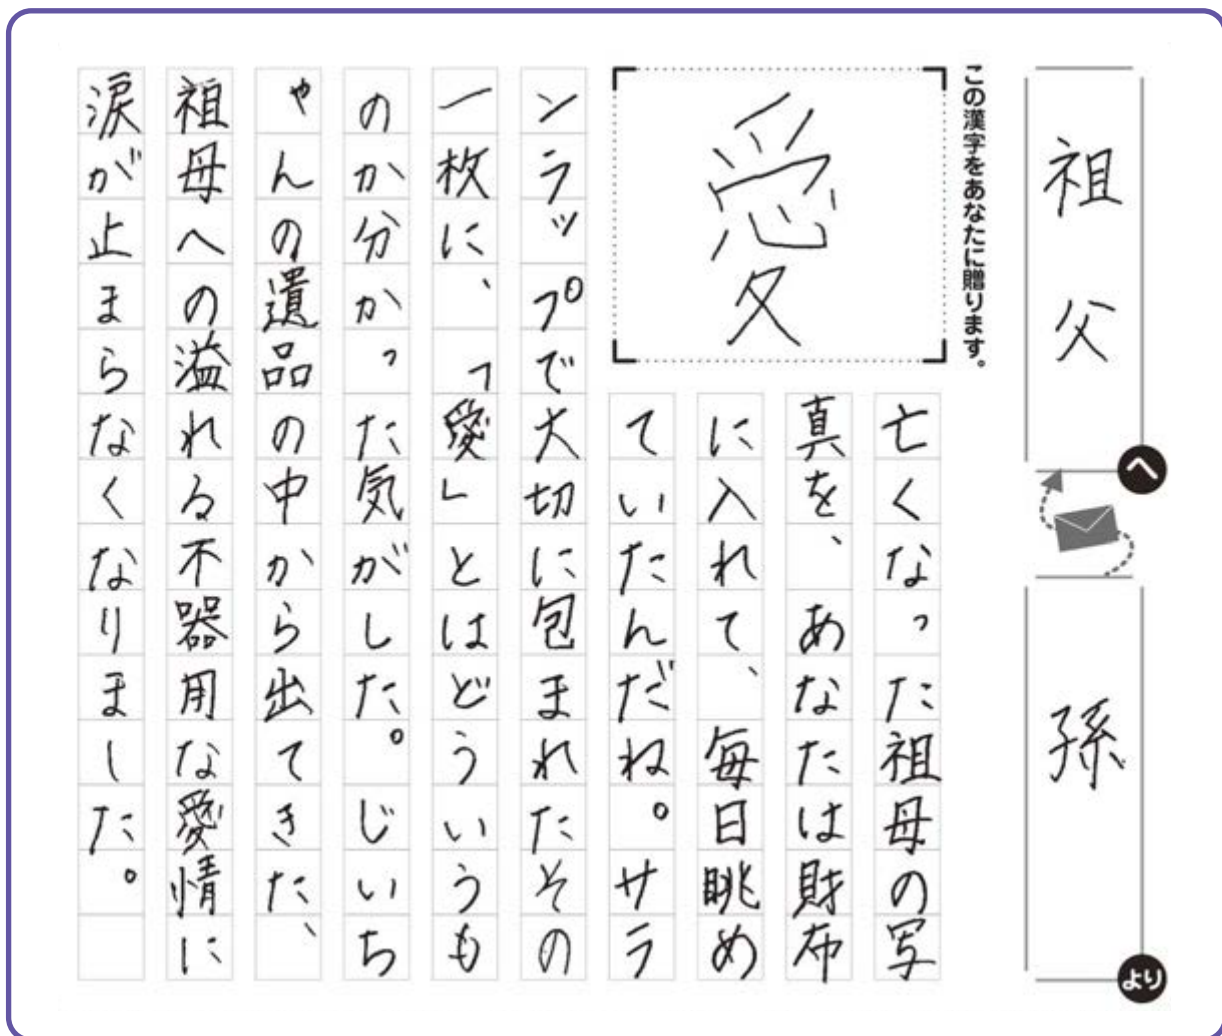 祖父
へ
孫
より
この漢字をあなたに贈ります。
愛
亡くなった祖母の写
真を、あなたは財布
に入れて、毎日眺め
ていたんだね。サラ
ンラップで大切に包まれたその
一枚に、「愛」とはどういうも
のか分かった気がした。じいち
ゃんの遺品の中から出てきた、
祖母への溢れる不器用な愛情に
涙が止まらなくなりました。